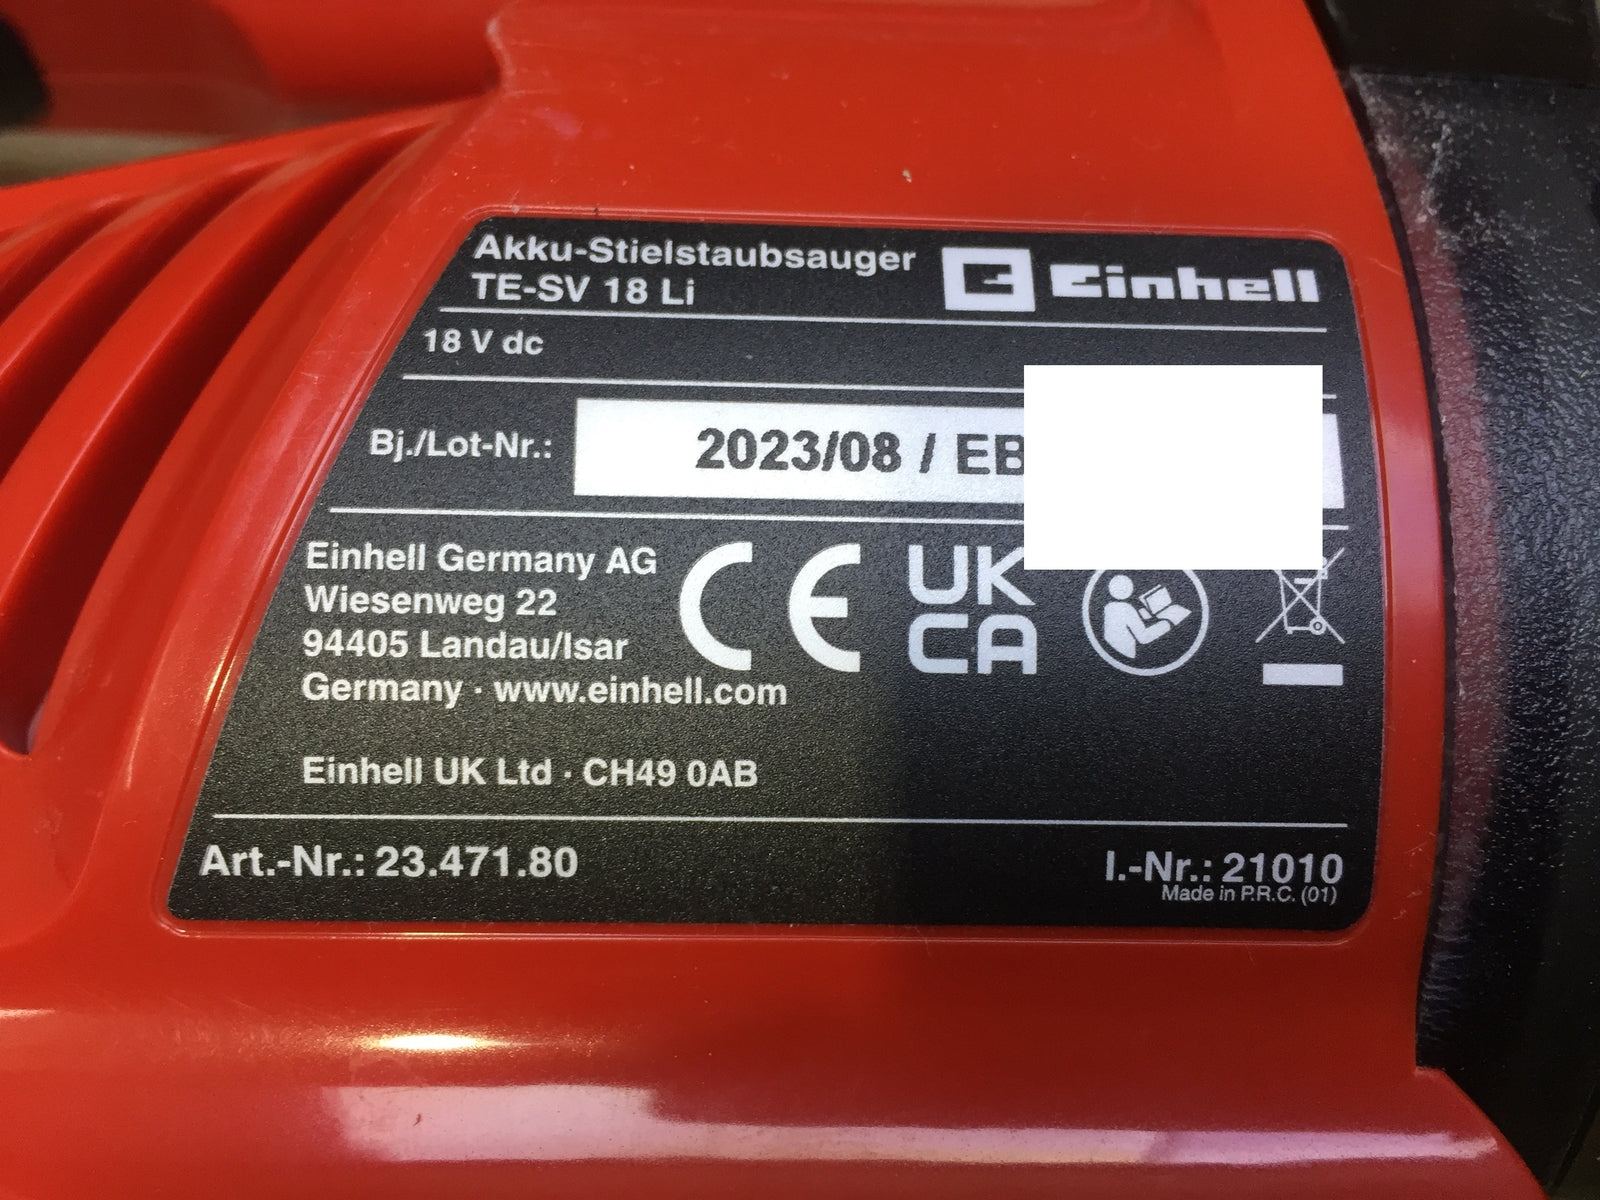 Akku-Stielstaubsauger
TE-SV 18 Li
Einhell
18 V dc
Bj./Lot-Nr.: 2023/08 / EB
Einhell Germany AG
Wiesenweg 22
94405 Landau/Isar
Germany · www.einhell.com
CE
UK
CA
Einhell UK Ltd · CH49 0AB
Art.-Nr.: 23.471.80
I.-Nr.: 21010
Made in P.R.C. (01)